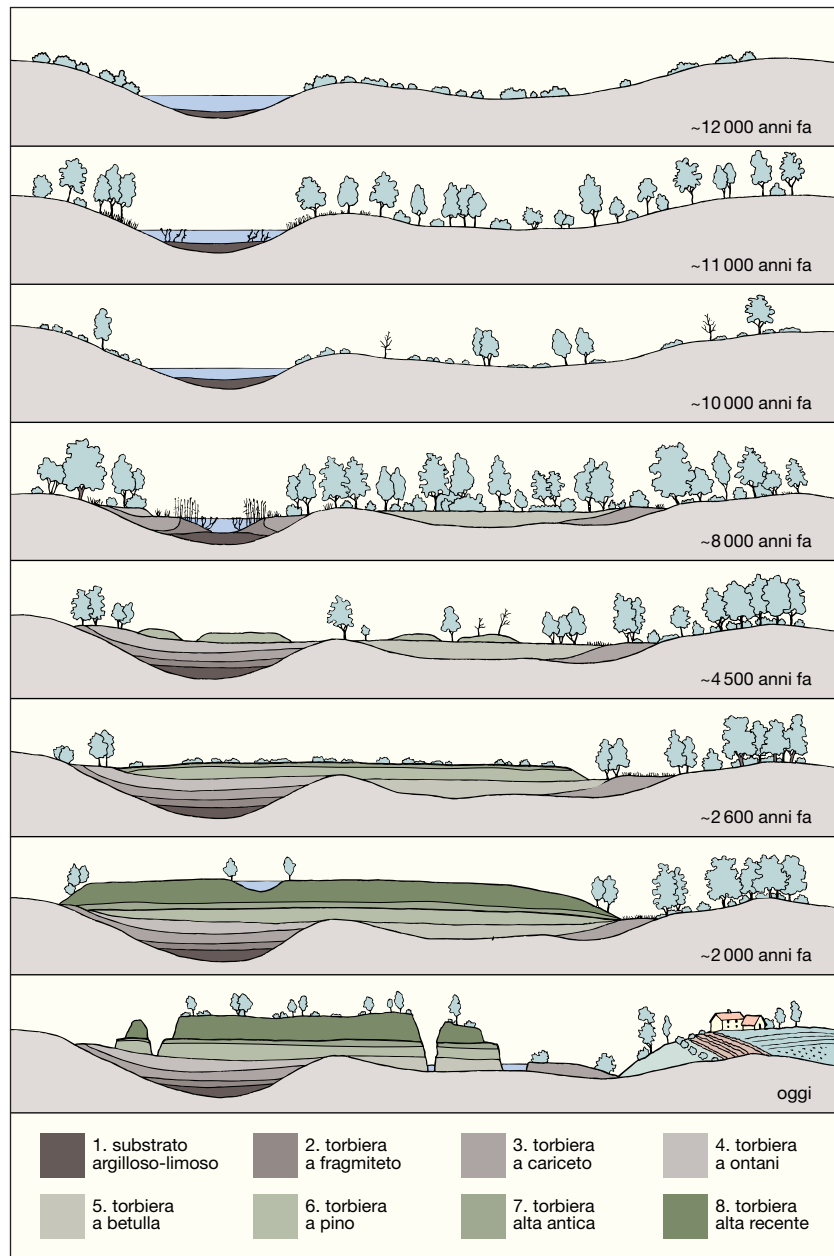 ~12 000 anni fa
~11 000 anni fa
~10 000 anni fa
~8 000 anni fa
~4 500 anni fa
~2 600 anni fa
~2 000 anni fa
oggi
1. substrato
argilloso-limoso
2. torbiera
a fragmiteto
3. torbiera
a cariceto
4. torbiera
a ontani
5. torbiera
a betulla
6. torbiera
a pino
7. torbiera
alta antica
8. torbiera
alta recente